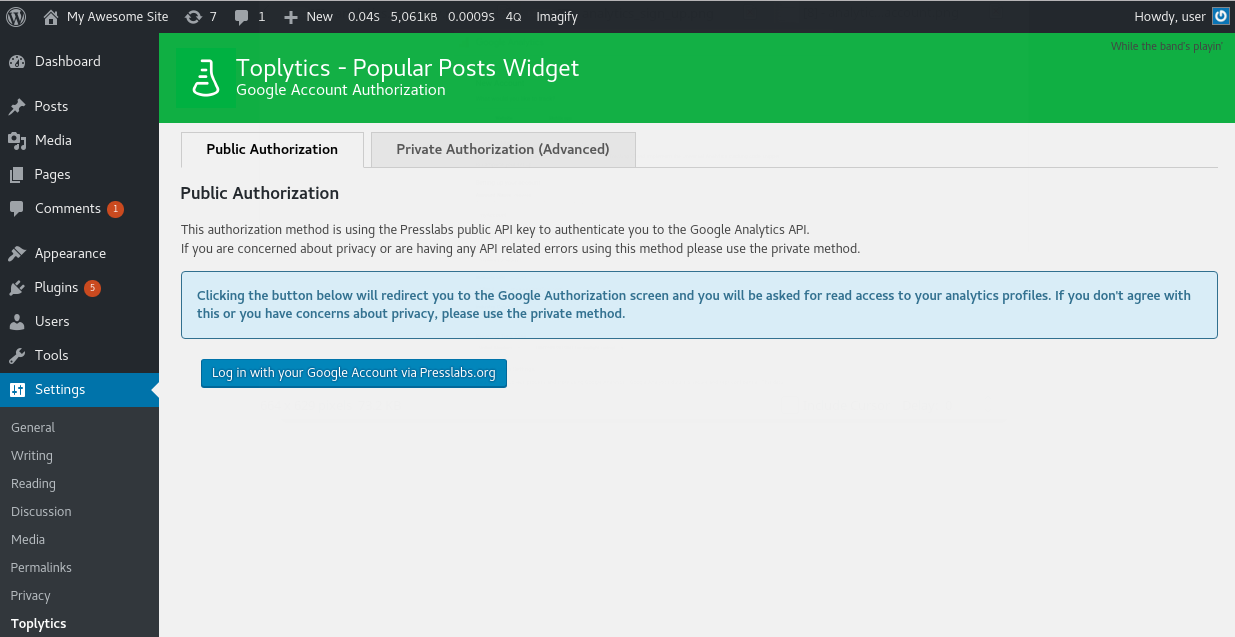 My Awesome Site 7 1 New 0.04S 5,061KB 0.0009S 4Q Imagify Howdy, user
While the band's playin'
Toplytics - Popular Posts Widget
Google Account Authorization
Dashboard
Posts
Media
Pages
Comments 1
Appearance
Plugins 5
Users
Tools
Settings
General
Writing
Reading
Discussion
Media
Permalinks
Privacy
Toplytics
Public Authorization Private Authorization (Advanced)
Public Authorization
This authorization method is using the Presslabs public API key to authenticate you to the Google Analytics API.
If you are concerned about privacy or are having any API related errors using this method please use the private method.
Clicking the button below will redirect you to the Google Authorization screen and you will be asked for read access to your analytics profiles. If you don't agree with
this or you have concerns about privacy, please use the private method.
Log in with your Google Account via Presslabs.org